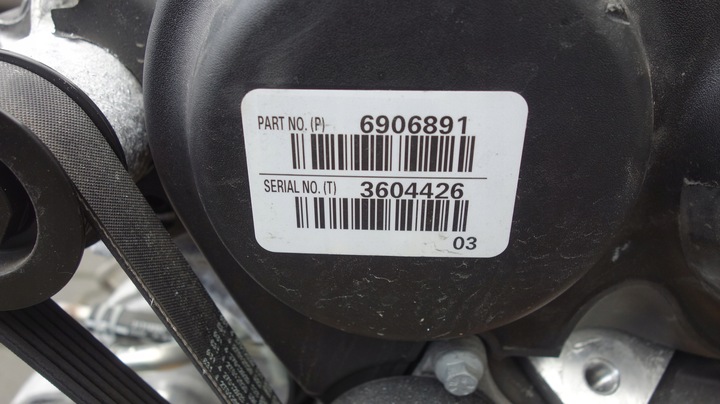 PART NO. (P) 6906891
SERIAL NO. (T) 3604426
03